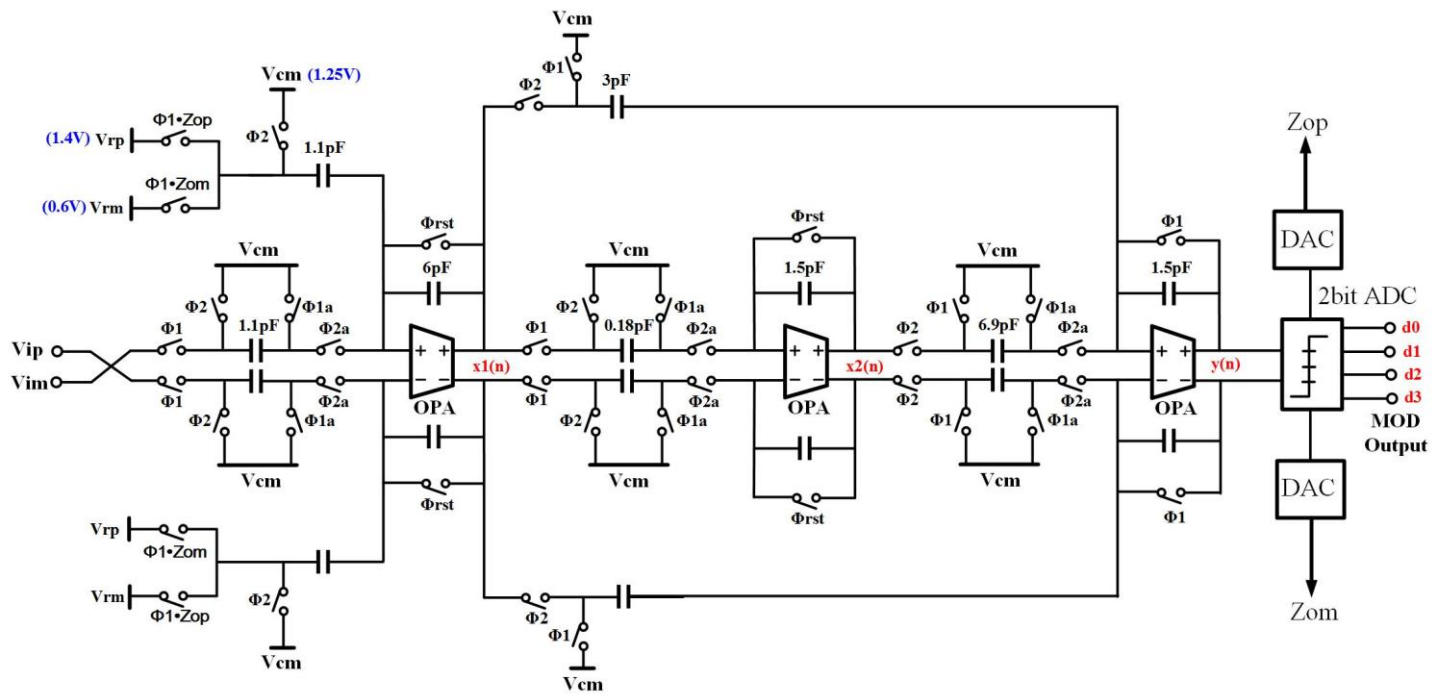 Vcm
Φ1
Φ2
3pF
Vcm (1.25V)
Φ1•Zop
(1.4V) Vrp
Φ2
1.1pF
Φ1•Zom
(0.6V) Vrm
Zop
DAC
Φrst
6pF
Vcm
Φ2
Φ1a
1.1pF
Φ1
Φ2a
Vcm
Φ2
Φ1a
0.18pF
Φ1
Φ2a
Φrst
1.5pF
Vcm
Φ1
Φ1a
6.9pF
Φ2
Φ2a
Φ1
1.5pF
2bit ADC
d0
d1
d2
d3
MOD
Output
Vip
Vim
+ +
- -
OPA
x1(n)
+ +
- -
OPA
x2(n)
+ +
- -
OPA
y(n)
Φ1
Φ2
Φ2a
Φ1a
Vcm
Φ1
Φ2
Φ2a
Φ1a
Vcm
Φ2
Φ1
Φ2a
Φ1a
Vcm
Φrst
Φrst
Φ1
DAC
Zom
Vrp
Φ1•Zom
Vrm
Φ1•Zop
Φ2
Vcm
Φ2
Φ1
Vcm